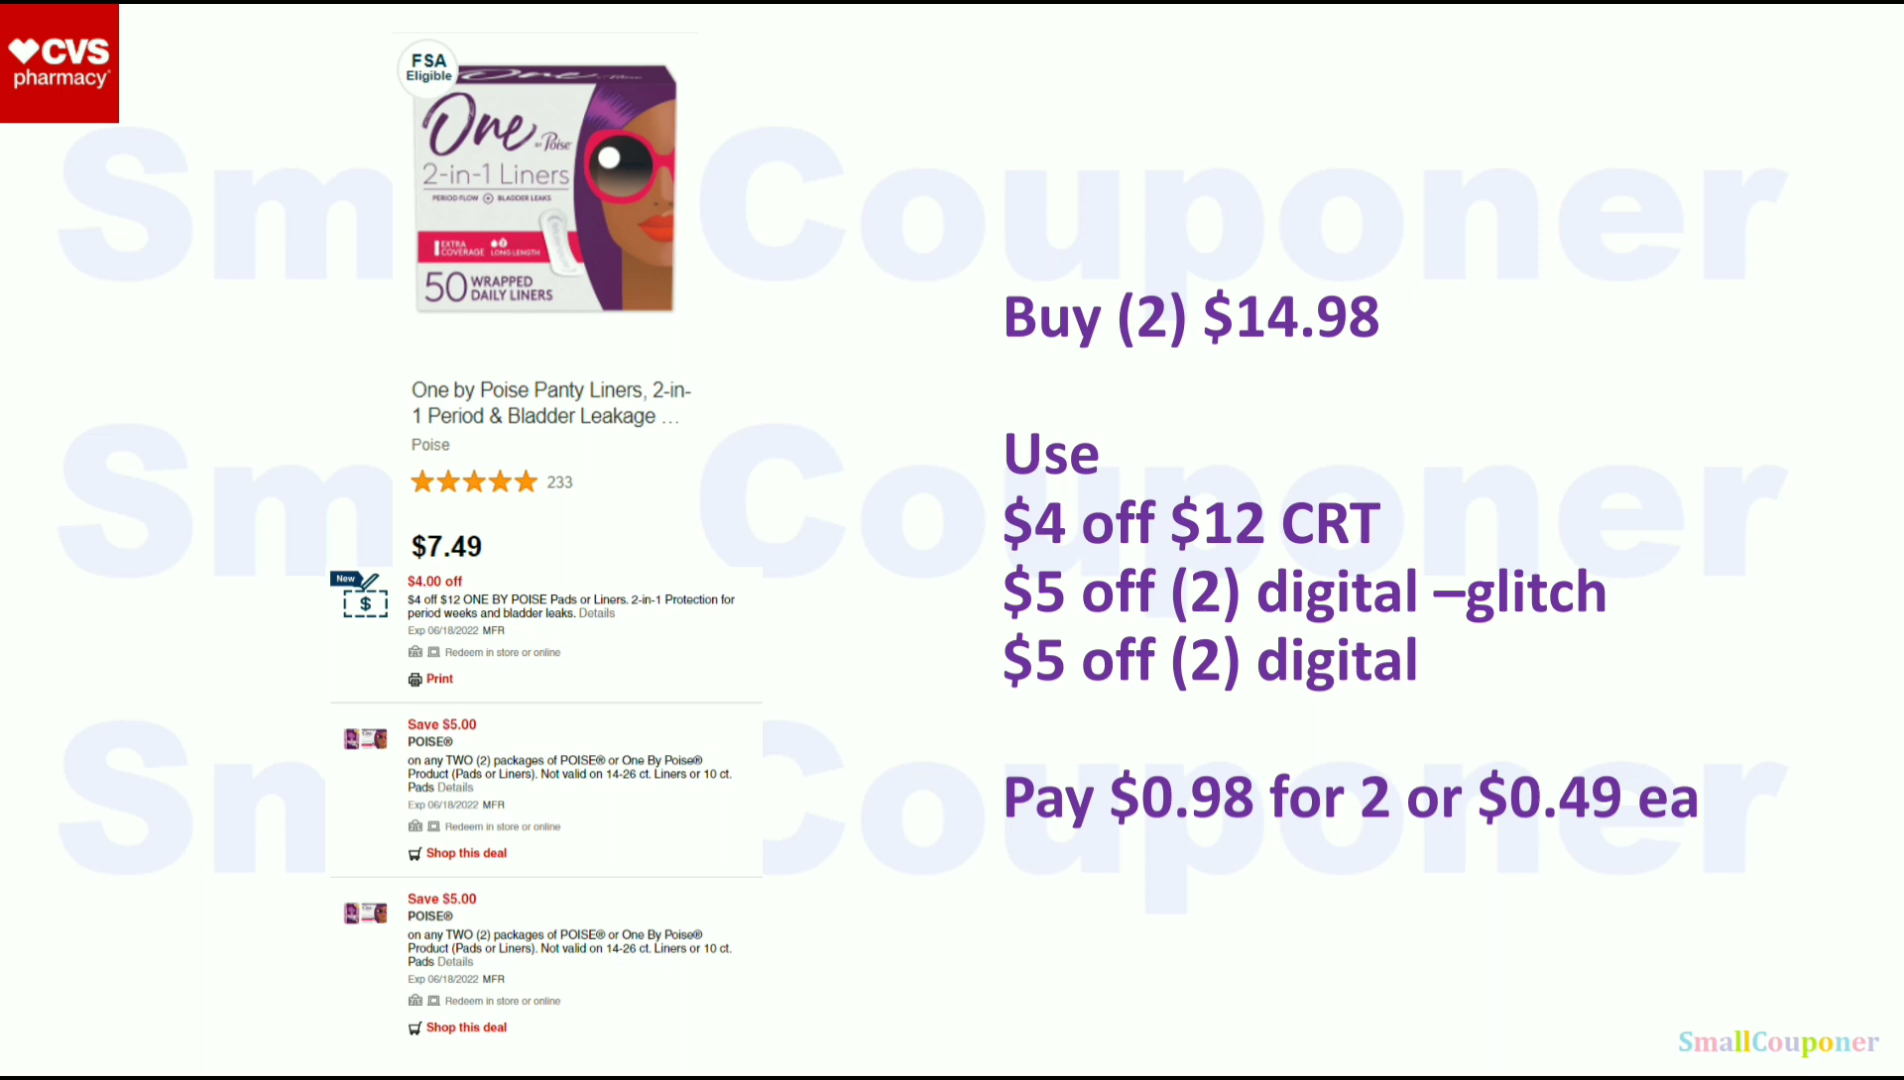 CVS
pharmacy
FSA
Eligible
One
BY Poise
2-in-1 Liners
PERIOD FLOW BLADDER LEAKS
EXTRA
COVERAGE LONG LENGTH
50 WRAPPED
DAILY LINERS
One by Poise Panty Liners, 2-in-
1 Period & Bladder Leakage ...
Poise
233
$7.49
New
$
$4.00 off
$4 off $12 ONE BY POISE Pads or Liners. 2-in-1 Protection for
period weeks and bladder leaks. Details
Exp 06/18/2022 MFR
Redeem in store or online
Print
Save $5.00
POISE®
on any TWO (2) packages of POISE® or One By Poise®
Product (Pads or Liners). Not valid on 14-26 ct. Liners or 10 ct.
Pads Details
Exp 06/18/2022 MFR
Redeem in store or online
Shop this deal
Save $5.00
POISE®
on any TWO (2) packages of POISE® or One By Poise®
Product (Pads or Liners). Not valid on 14-26 ct. Liners or 10 ct.
Pads Details
Exp 06/18/2022 MFR
Redeem in store or online
Shop this deal
Buy (2) $14.98
Use
$4 off $12 CRT
$5 off (2) digital –glitch
$5 off (2) digital
Pay $0.98 for 2 or $0.49 ea
Sm Couponer
Sm Couponer
Sm Couponer
SmallCouponer